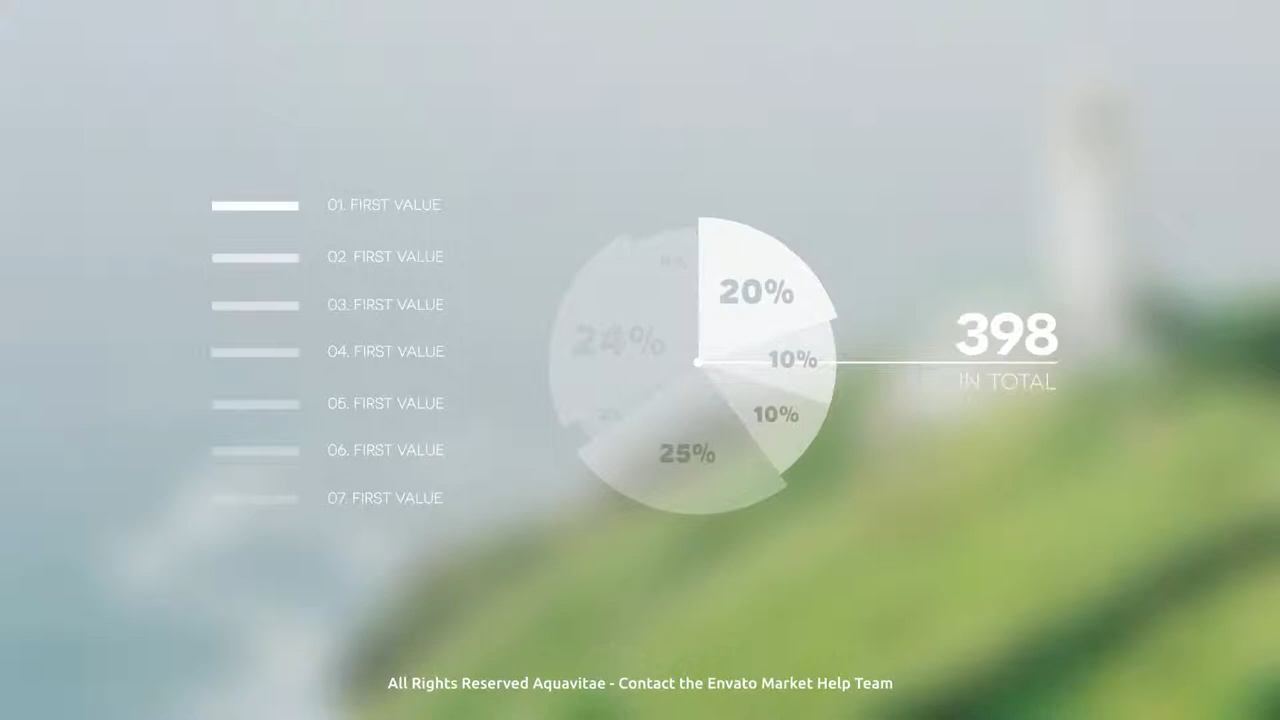 01. FIRST VALUE
02. FIRST VALUE
03. FIRST VALUE
04. FIRST VALUE
05. FIRST VALUE
06. FIRST VALUE
07. FIRST VALUE
20%
24%
10%
10%
25%
398
IN TOTAL
All Rights Reserved Aquavitae - Contact the Envato Market Help Team